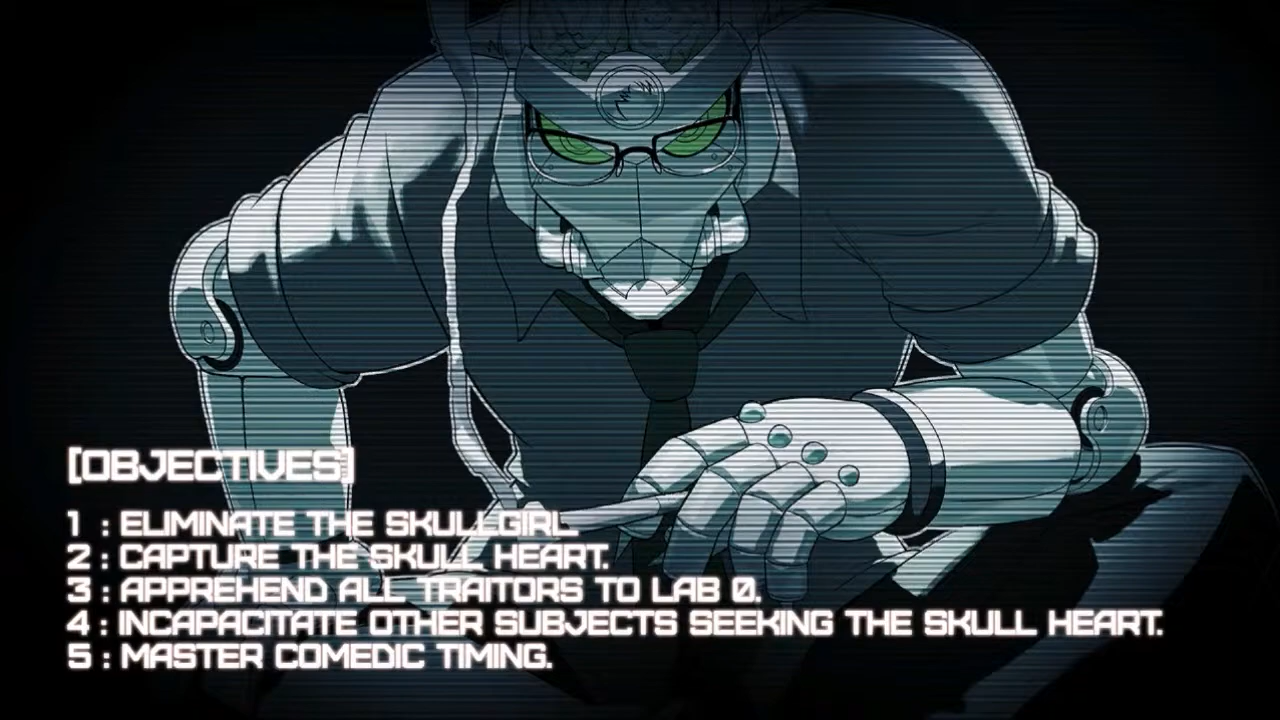 [OBJECTIVES]
1 : ELIMINATE THE SKULLGIRL.
2 : CAPTURE THE SKULL HEART.
3 : APPREHEND ALL TRAITORS TO LAB 0.
4 : INCAPACITATE OTHER SUBJECTS SEEKING THE SKULL HEART.
5 : MASTER COMEDIC TIMING.